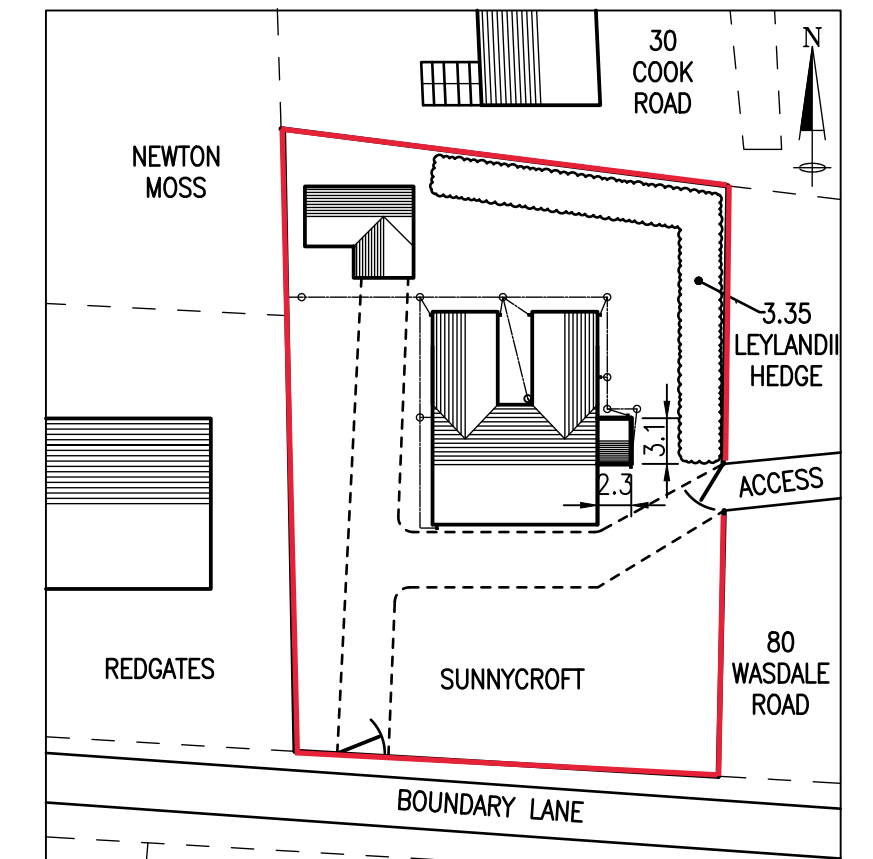 30
COOK
ROAD
N
NEWTON
MOSS
3.35
LEYLANDII
HEDGE
3.1
2.3
ACCESS
REDGATES
SUNNYCROFT
80
WASDALE
ROAD
BOUNDARY LANE